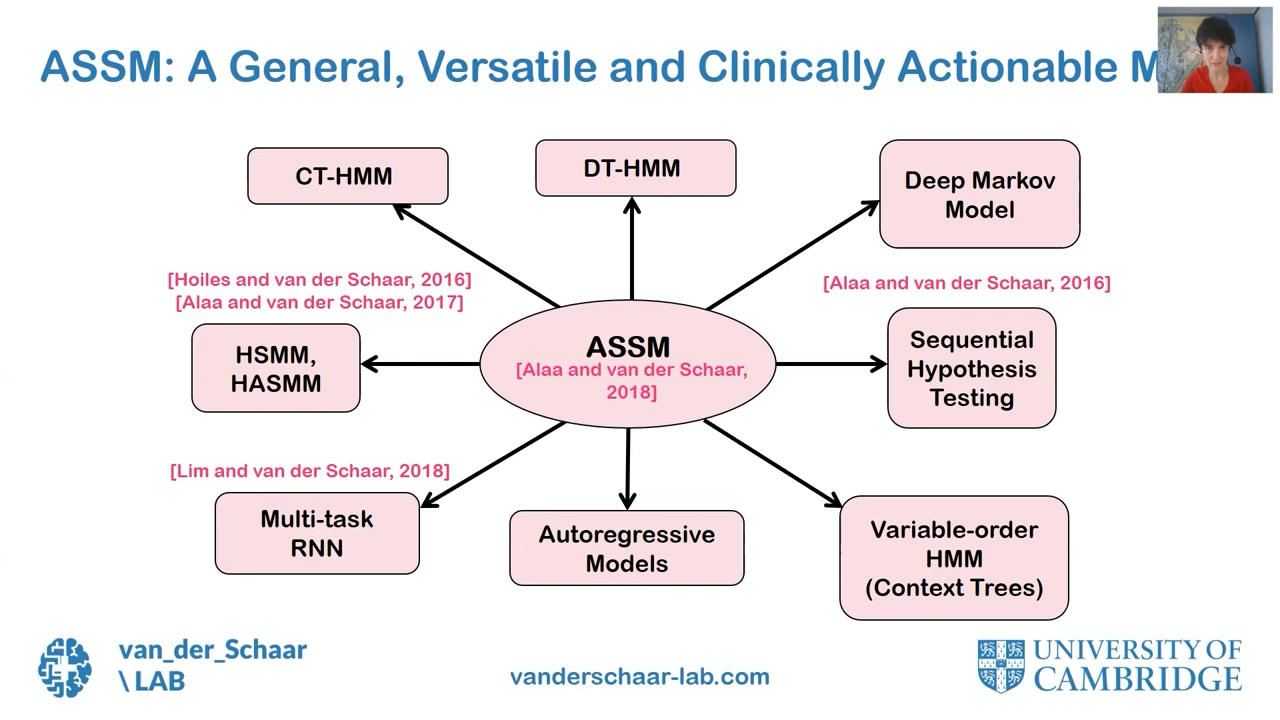 ASSM: A General, Versatile and Clinically Actionable
CT-HMM
DT-HMM
Deep Markov
Model
[Hoiles and van der Schaar, 2016]
[Alaa and van der Schaar, 2017]
[Alaa and van der Schaar, 2016]
HSMM,
HASMM
ASSM
[Alaa and van der Schaar,
2018]
Sequential
Hypothesis
Testing
[Lim and van der Schaar, 2018]
Multi-task
RNN
Autoregressive
Models
Variable-order
HMM
(Context Trees)
van_der_Schaar
\ LAB
vanderschaar-lab.com
UNIVERSITY OF
CAMBRIDGE